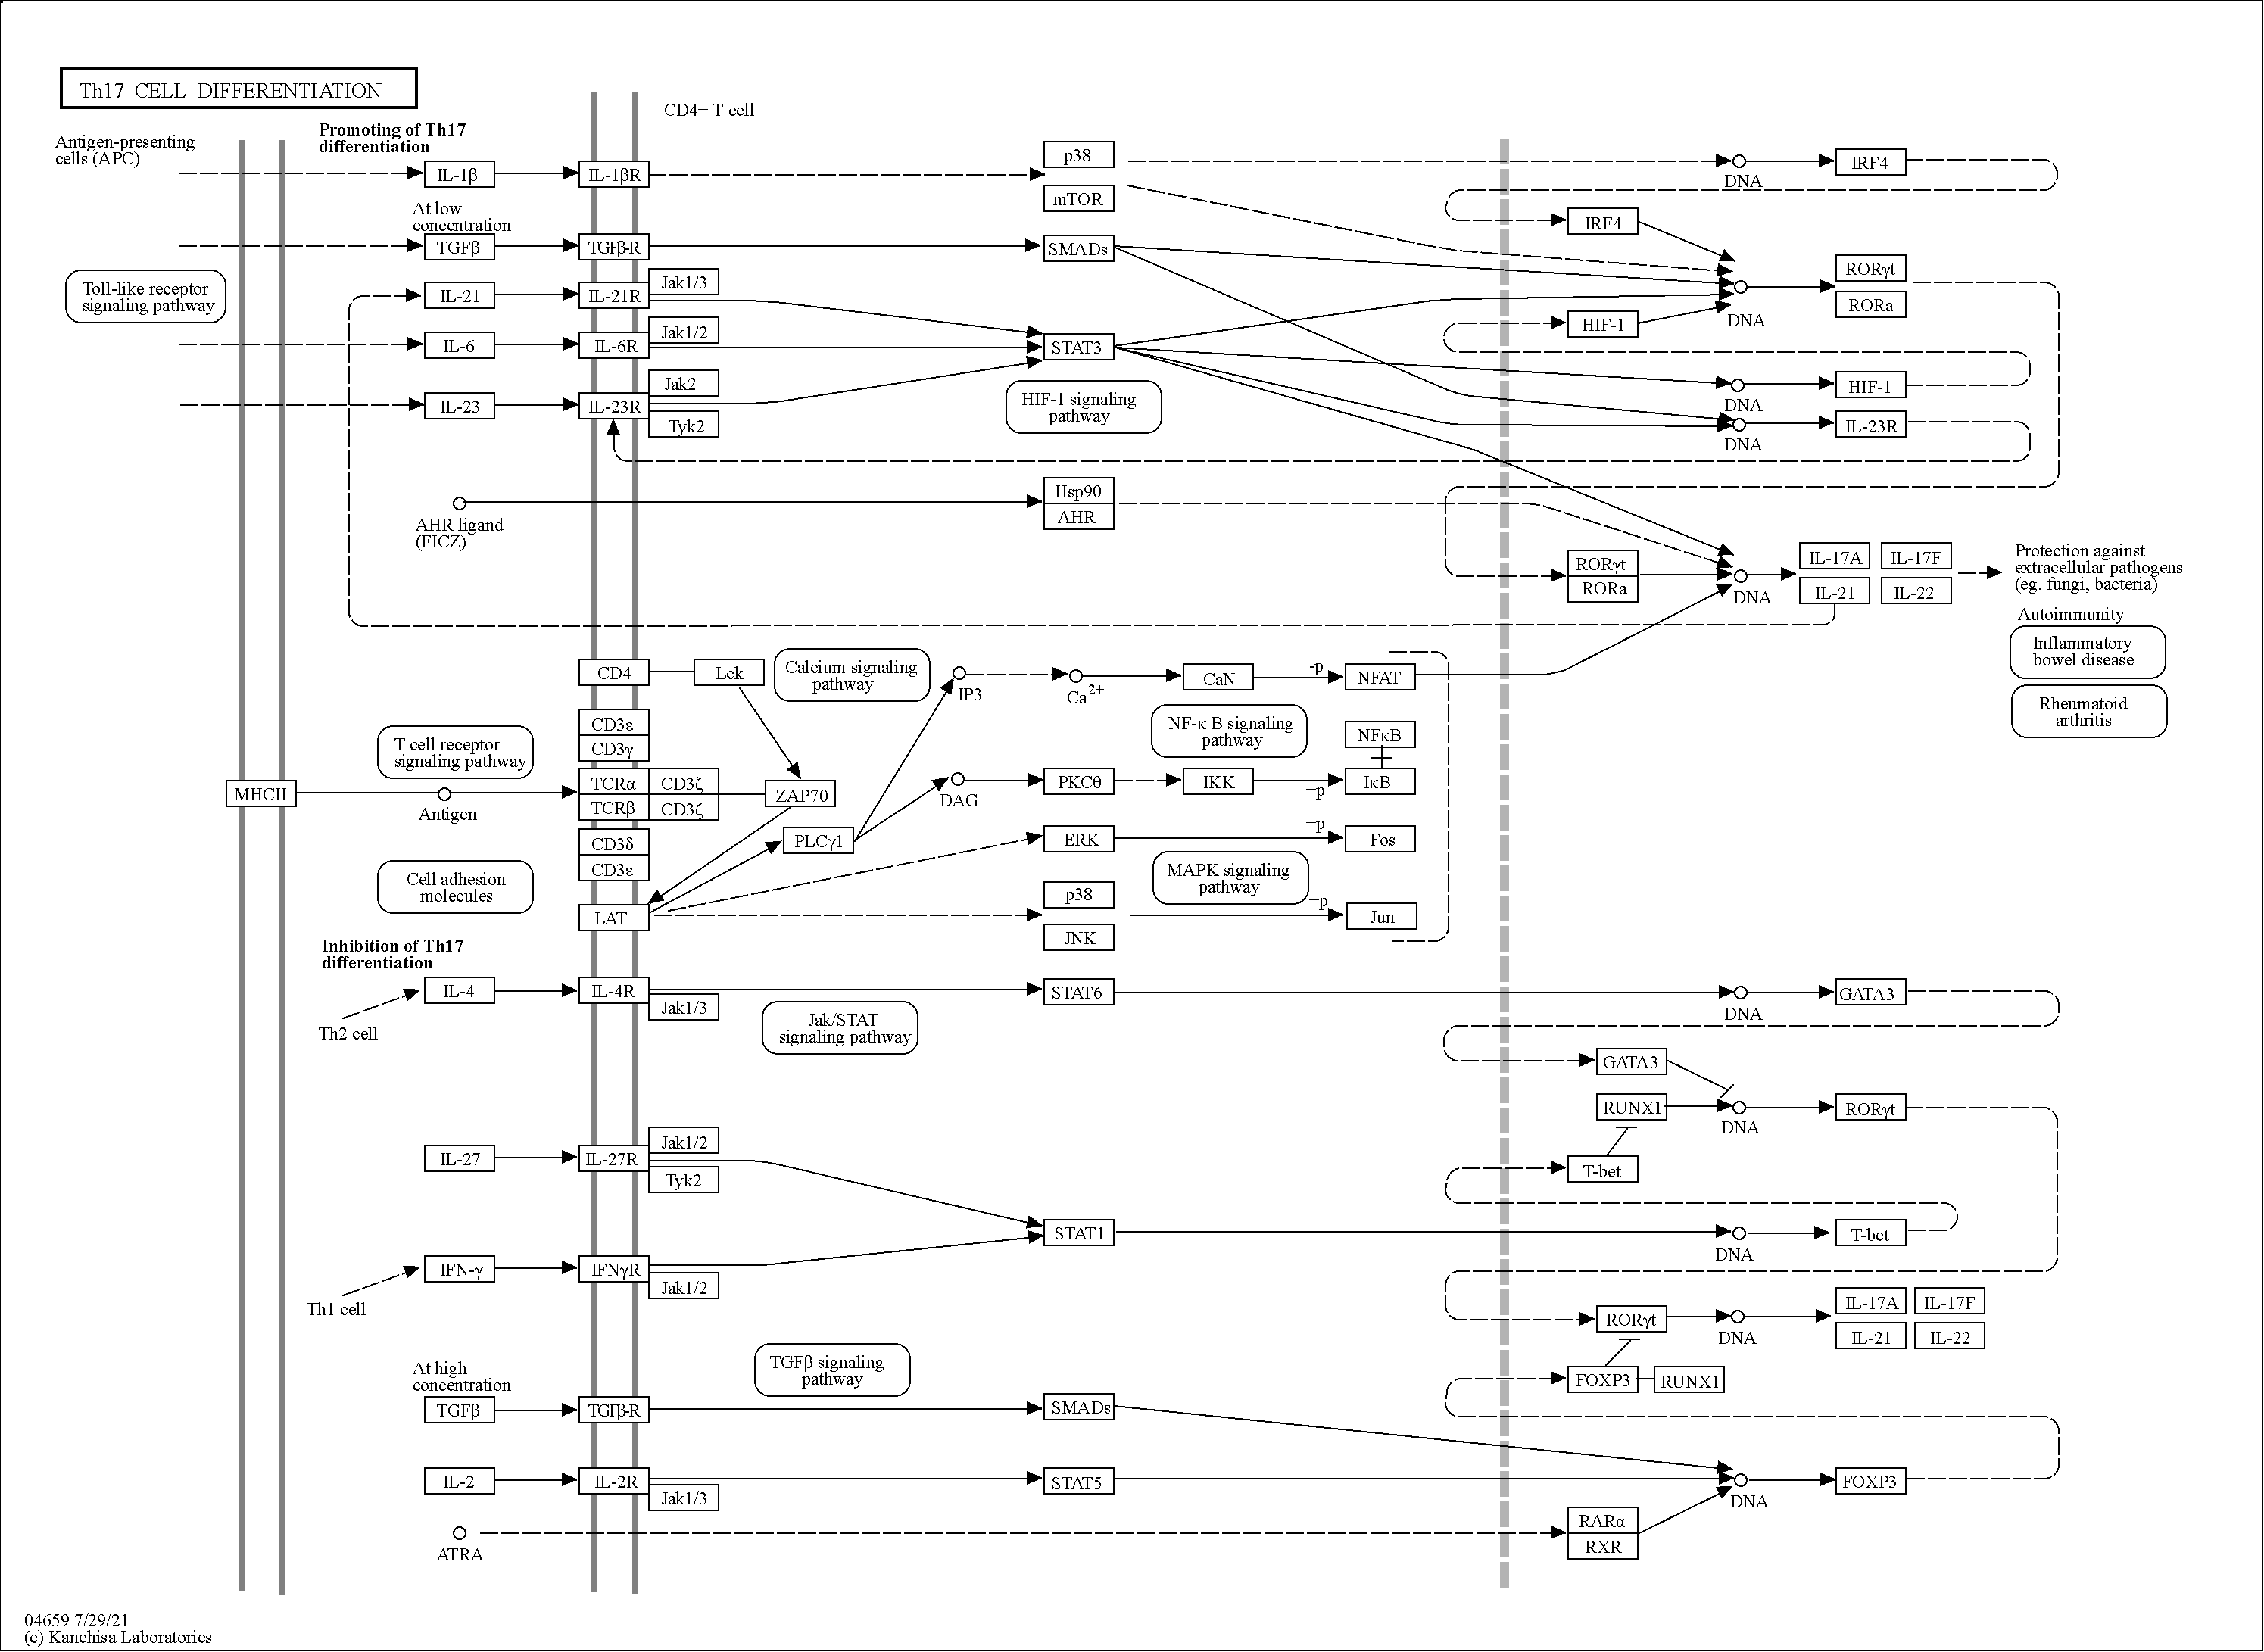 Th17 CELL DIFFERENTIATION
CD4+ T cell
Antigen-presenting
cells (APC)
Promoting of Th17
differentiation
IL-1β
IL-1βR
p38
mTOR
DNA
IRF4
At low
concentration
TGFβ
TGFβ-R
SMADs
IRF4
Toll-like receptor
signaling pathway
IL-21
IL-21R
Jak1/3
RORγt
RORa
DNA
HIF-1
IL-6
IL-6R
Jak1/2
STAT3
IL-23
IL-23R
Jak2
Tyk2
HIF-1 signaling
pathway
DNA
HIF-1
DNA
IL-23R
AHR ligand
(FICZ)
Hsp90
AHR
RORγt
RORa
DNA
IL-17A
IL-17F
IL-21
IL-22
Protection against
extracellular pathogens
(eg. fungi, bacteria)
Autoimmunity
Inflammatory
bowel disease
Rheumatoid
arthritis
CD4
Lck
Calcium signaling
pathway
IP3
Ca2+
CaN
-p
NFAT
CD3ε
CD3γ
NF-κ B signaling
pathway
NFκB
T cell receptor
signaling pathway
MHCII
Antigen
TCRα
CD3ζ
TCRβ
CD3ζ
ZAP70
DAG
PKCθ
IKK
+p
IκB
CD3δ
CD3ε
PLCγ1
ERK
+p
Fos
Cell adhesion
molecules
LAT
p38
JNK
MAPK signaling
pathway
+p
Jun
Inhibition of Th17
differentiation
IL-4
Th2 cell
IL-4R
Jak1/3
Jak/STAT
signaling pathway
STAT6
DNA
GATA3
GATA3
RUNX1
DNA
RORγt
T-bet
IL-27
IL-27R
Jak1/2
Tyk2
STAT1
DNA
T-bet
IFN-γ
Th1 cell
IFNγR
Jak1/2
RORγt
DNA
IL-17A
IL-17F
IL-21
IL-22
FOXP3
RUNX1
At high
concentration
TGFβ
TGFβ-R
TGFβ signaling
pathway
SMADs
IL-2
IL-2R
Jak1/3
STAT5
DNA
FOXP3
ATRA
RARα
RXR
04659 7/29/21
(c) Kanehisa Laboratories